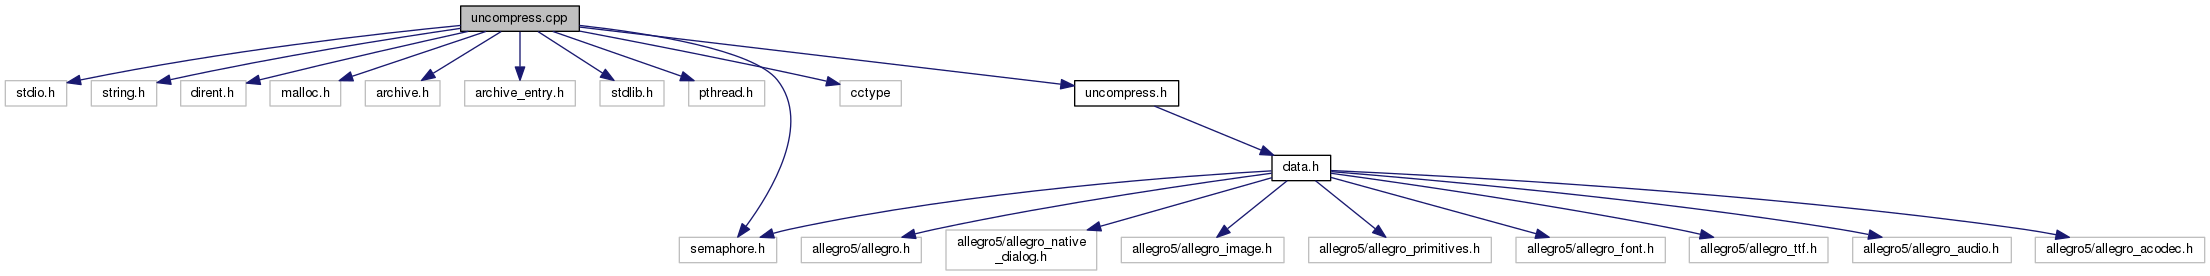 uncompress.cpp
stdio.h
string.h
dirent.h
malloc.h
archive.h
archive_entry.h
stdlib.h
pthread.h
cctype
uncompress.h
data.h
semaphore.h
allegro5/allegro.h
allegro5/allegro_native
_dialog.h
allegro5/allegro_image.h
allegro5/allegro_primitives.h
allegro5/allegro_font.h
allegro5/allegro_ttf.h
allegro5/allegro_audio.h
allegro5/allegro_acodec.h